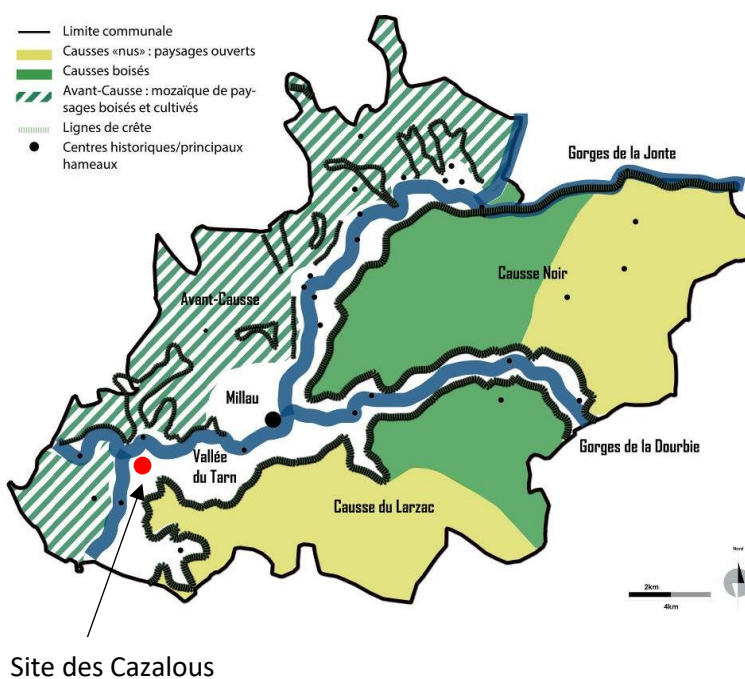 Limite communale
Causses «nus» : paysages ouverts
Causses boisés
Avant-Causse : mozaïque de pay-
sages boisés et cultivés
Lignes de crête
Centres historiques/principaux
hameaux
Gorges de la Jonte
Causse Noir
Avant-Causse
Millau
Gorges de la Dourbie
Vallée
du Tarn
Causse du Larzac
Nord
2km
4km
Site des Cazalous